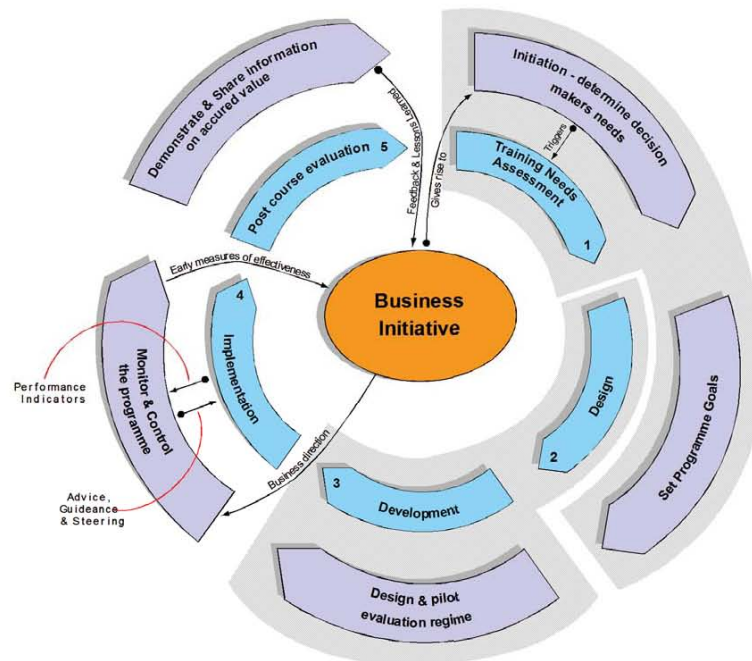 Demonstrate & Share information
on accured value
Initiation - determine decision
makers needs
Triggers
Training Needs
Assessment
1
Post course evaluation
5
Feedback & Lessons Learned
Gives rise to
Early measures of effectiveness
Business
Initiative
4
Implementation
Monitor & Control
the programme
Performance
Indicators
Advice,
Guideance
& Steering
Business direction
Design
2
Set Programme Goals
3
Development
Design & pilot
evaluation regime